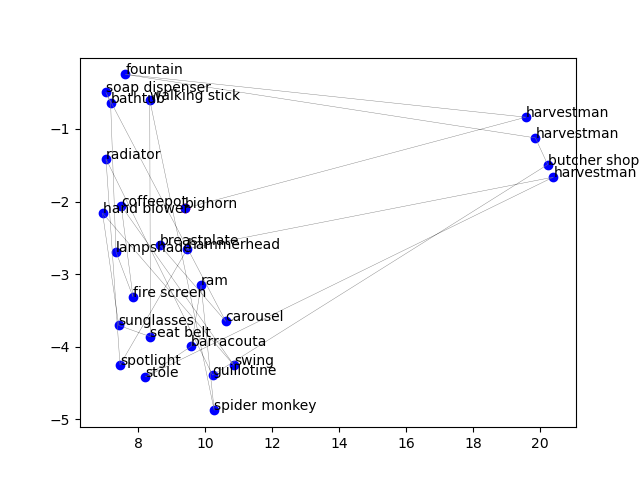 fountain
soap dispenser
bathtub
walking stick
harvestman
harvestman
butcher shop
harvestman
radiator
coffeepot
bighorn
hand blower
breastplate
hammerhead
lampshade
ram
fire screen
carousel
sunglasses
seat belt
barracouta
spotlight
swing
stole
guillotine
spider monkey
−1
−2
−3
−4
−5
8 10 12 14 16 18 20